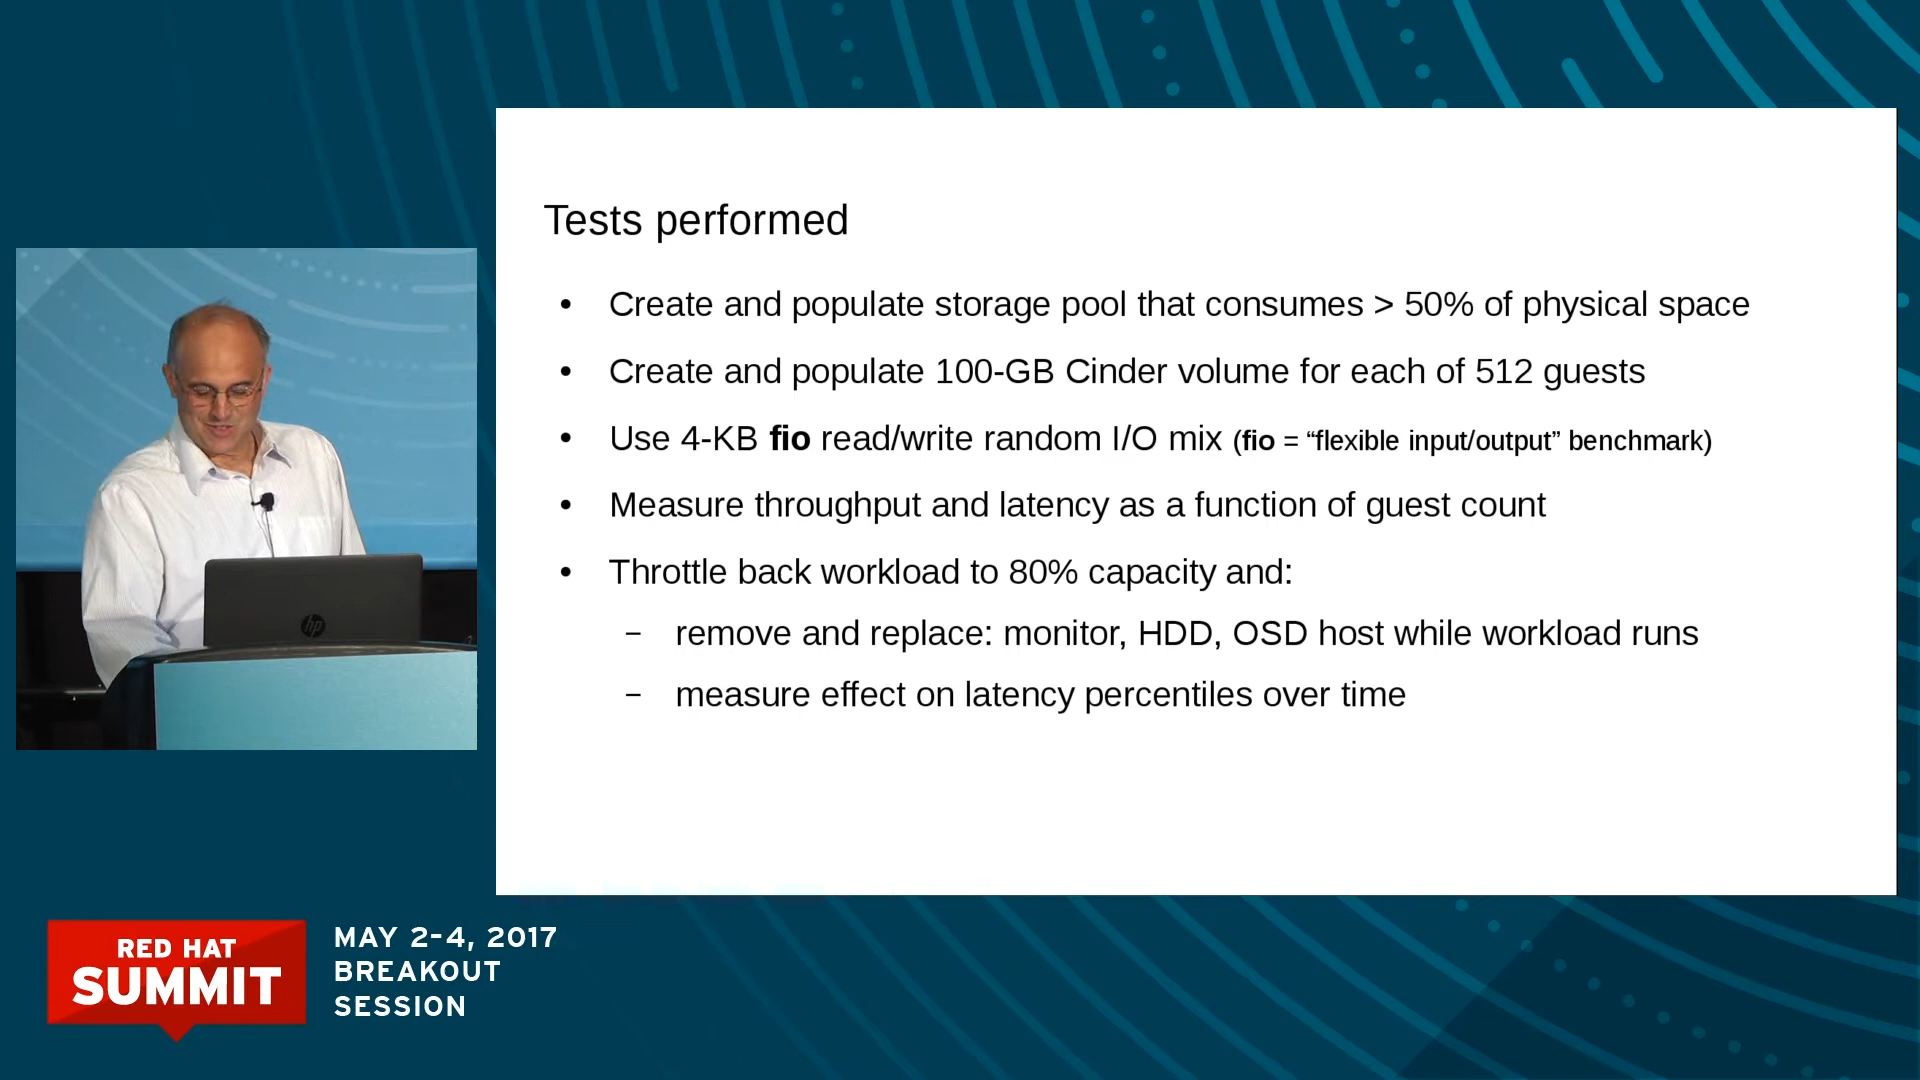 Tests performed
• Create and populate storage pool that consumes > 50% of physical space
• Create and populate 100-GB Cinder volume for each of 512 guests
• Use 4-KB fio read/write random I/O mix (fio = “flexible input/output” benchmark)
• Measure throughput and latency as a function of guest count
• Throttle back workload to 80% capacity and:
– remove and replace: monitor, HDD, OSD host while workload runs
– measure effect on latency percentiles over time
hp
RED HAT
SUMMIT
MAY 2-4, 2017
BREAKOUT
SESSION